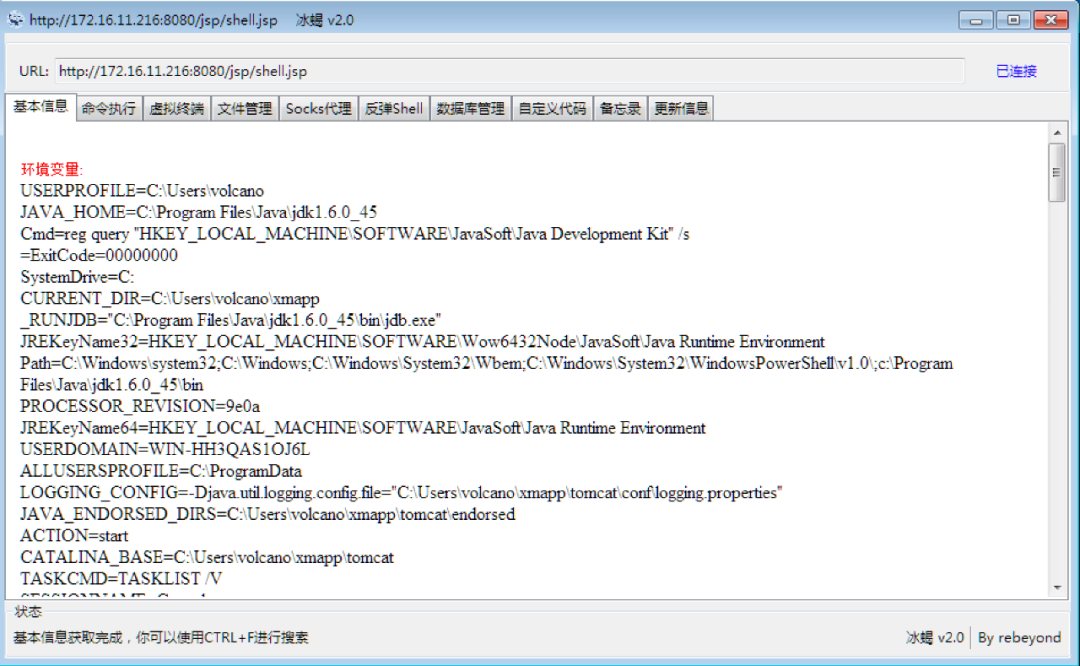 http://172.16.11.216:8080/jsp/shell.jsp 冰蝎 v2.0
URL: http://172.16.11.216:8080/jsp/shell.jsp 已连接
基本信息 命令执行 虚拟终端 文件管理 Socks代理 反弹Shell 数据库管理 自定义代码 备忘录 更新信息
环境变量:
USERPROFILE=C:\Users\volcano
JAVA_HOME=C:\Program Files\Java\jdk1.6.0_45
Cmd=reg query "HKEY_LOCAL_MACHINE\SOFTWARE\JavaSoft\Java Development Kit" /s
=ExitCode=00000000
SystemDrive=C:
CURRENT_DIR=C:\Users\volcano\xmapp
_RUNJDB="C:\Program Files\Java\jdk1.6.0_45\bin\jdb.exe"
JREKeyName32=HKEY_LOCAL_MACHINE\SOFTWARE\Wow6432Node\JavaSoft\Java Runtime Environment
Path=C:\Windows\system32;C:\Windows;C:\Windows\System32\Wbem;C:\Windows\System32\WindowsPowerShell\v1.0\;c:\Program
Files\Java\jdk1.6.0_45\bin
PROCESSOR_REVISION=9e0a
JREKeyName64=HKEY_LOCAL_MACHINE\SOFTWARE\JavaSoft\Java Runtime Environment
USERDOMAIN=WIN-HH3QAS1OJ6L
ALLUSERSPROFILE=C:\ProgramData
LOGGING_CONFIG=-Djava.util.logging.config.file="C:\Users\volcano\xmapp\tomcat\conf\logging.properties"
JAVA_ENDORSED_DIRS=C:\Users\volcano\xmapp\tomcat\endorsed
ACTION=start
CATALINA_BASE=C:\Users\volcano\xmapp\tomcat
TASKCMD=TASKLIST /V
状态
基本信息获取完成，你可以使用CTRL+F进行搜索 冰蝎 v2.0 By rebeyond